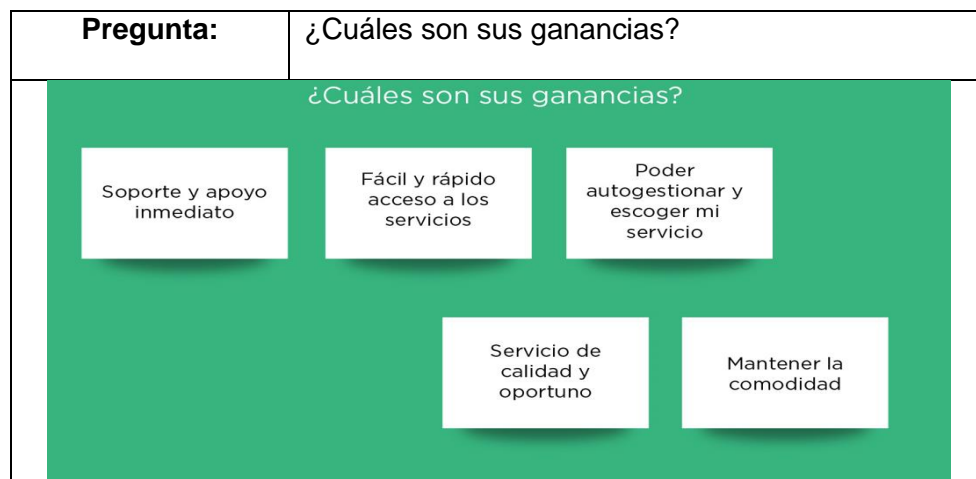 Pregunta: ¿Cuáles son sus ganancias?
¿Cuáles son sus ganancias?
Soporte y apoyo
inmediato
Fácil y rápido
acceso a los
servicios
Poder
autogestionar y
escoger mi
servicio
Servicio de
calidad y
oportuno
Mantener la
comodidad